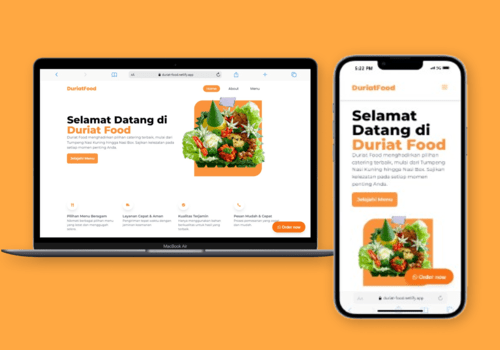 duriat-food.netlify.app
DuriatFood
Home
About
Menu
Selamat Datang di
Duriat Food
Duriat Food menghadirkan pilihan
catering terbaik, mulai dari
Tumpeng Nasi Kuning hingga Nasi Box. Sajikan kelezatan pada
setiap momen penting Anda.
Jelajahi Menu
Pilihan Menu Beragam
Layanan Cepat & Aman
Kualitas Terjamin
Pesan Mudah & Cepat
Order now
MacBook Air
5:22 PM
DuriatFood
Selamat
Datang di
Duriat Food
Duriat Food menghadirkan pilihan
catering terbaik, mulai dari Tumpeng
Nasi Kuning hingga Nasi Box. Sajikan
kelezatan pada setiap momen
penting Anda.
Jelajahi Menu
Order now
duriat-food.netlify.app